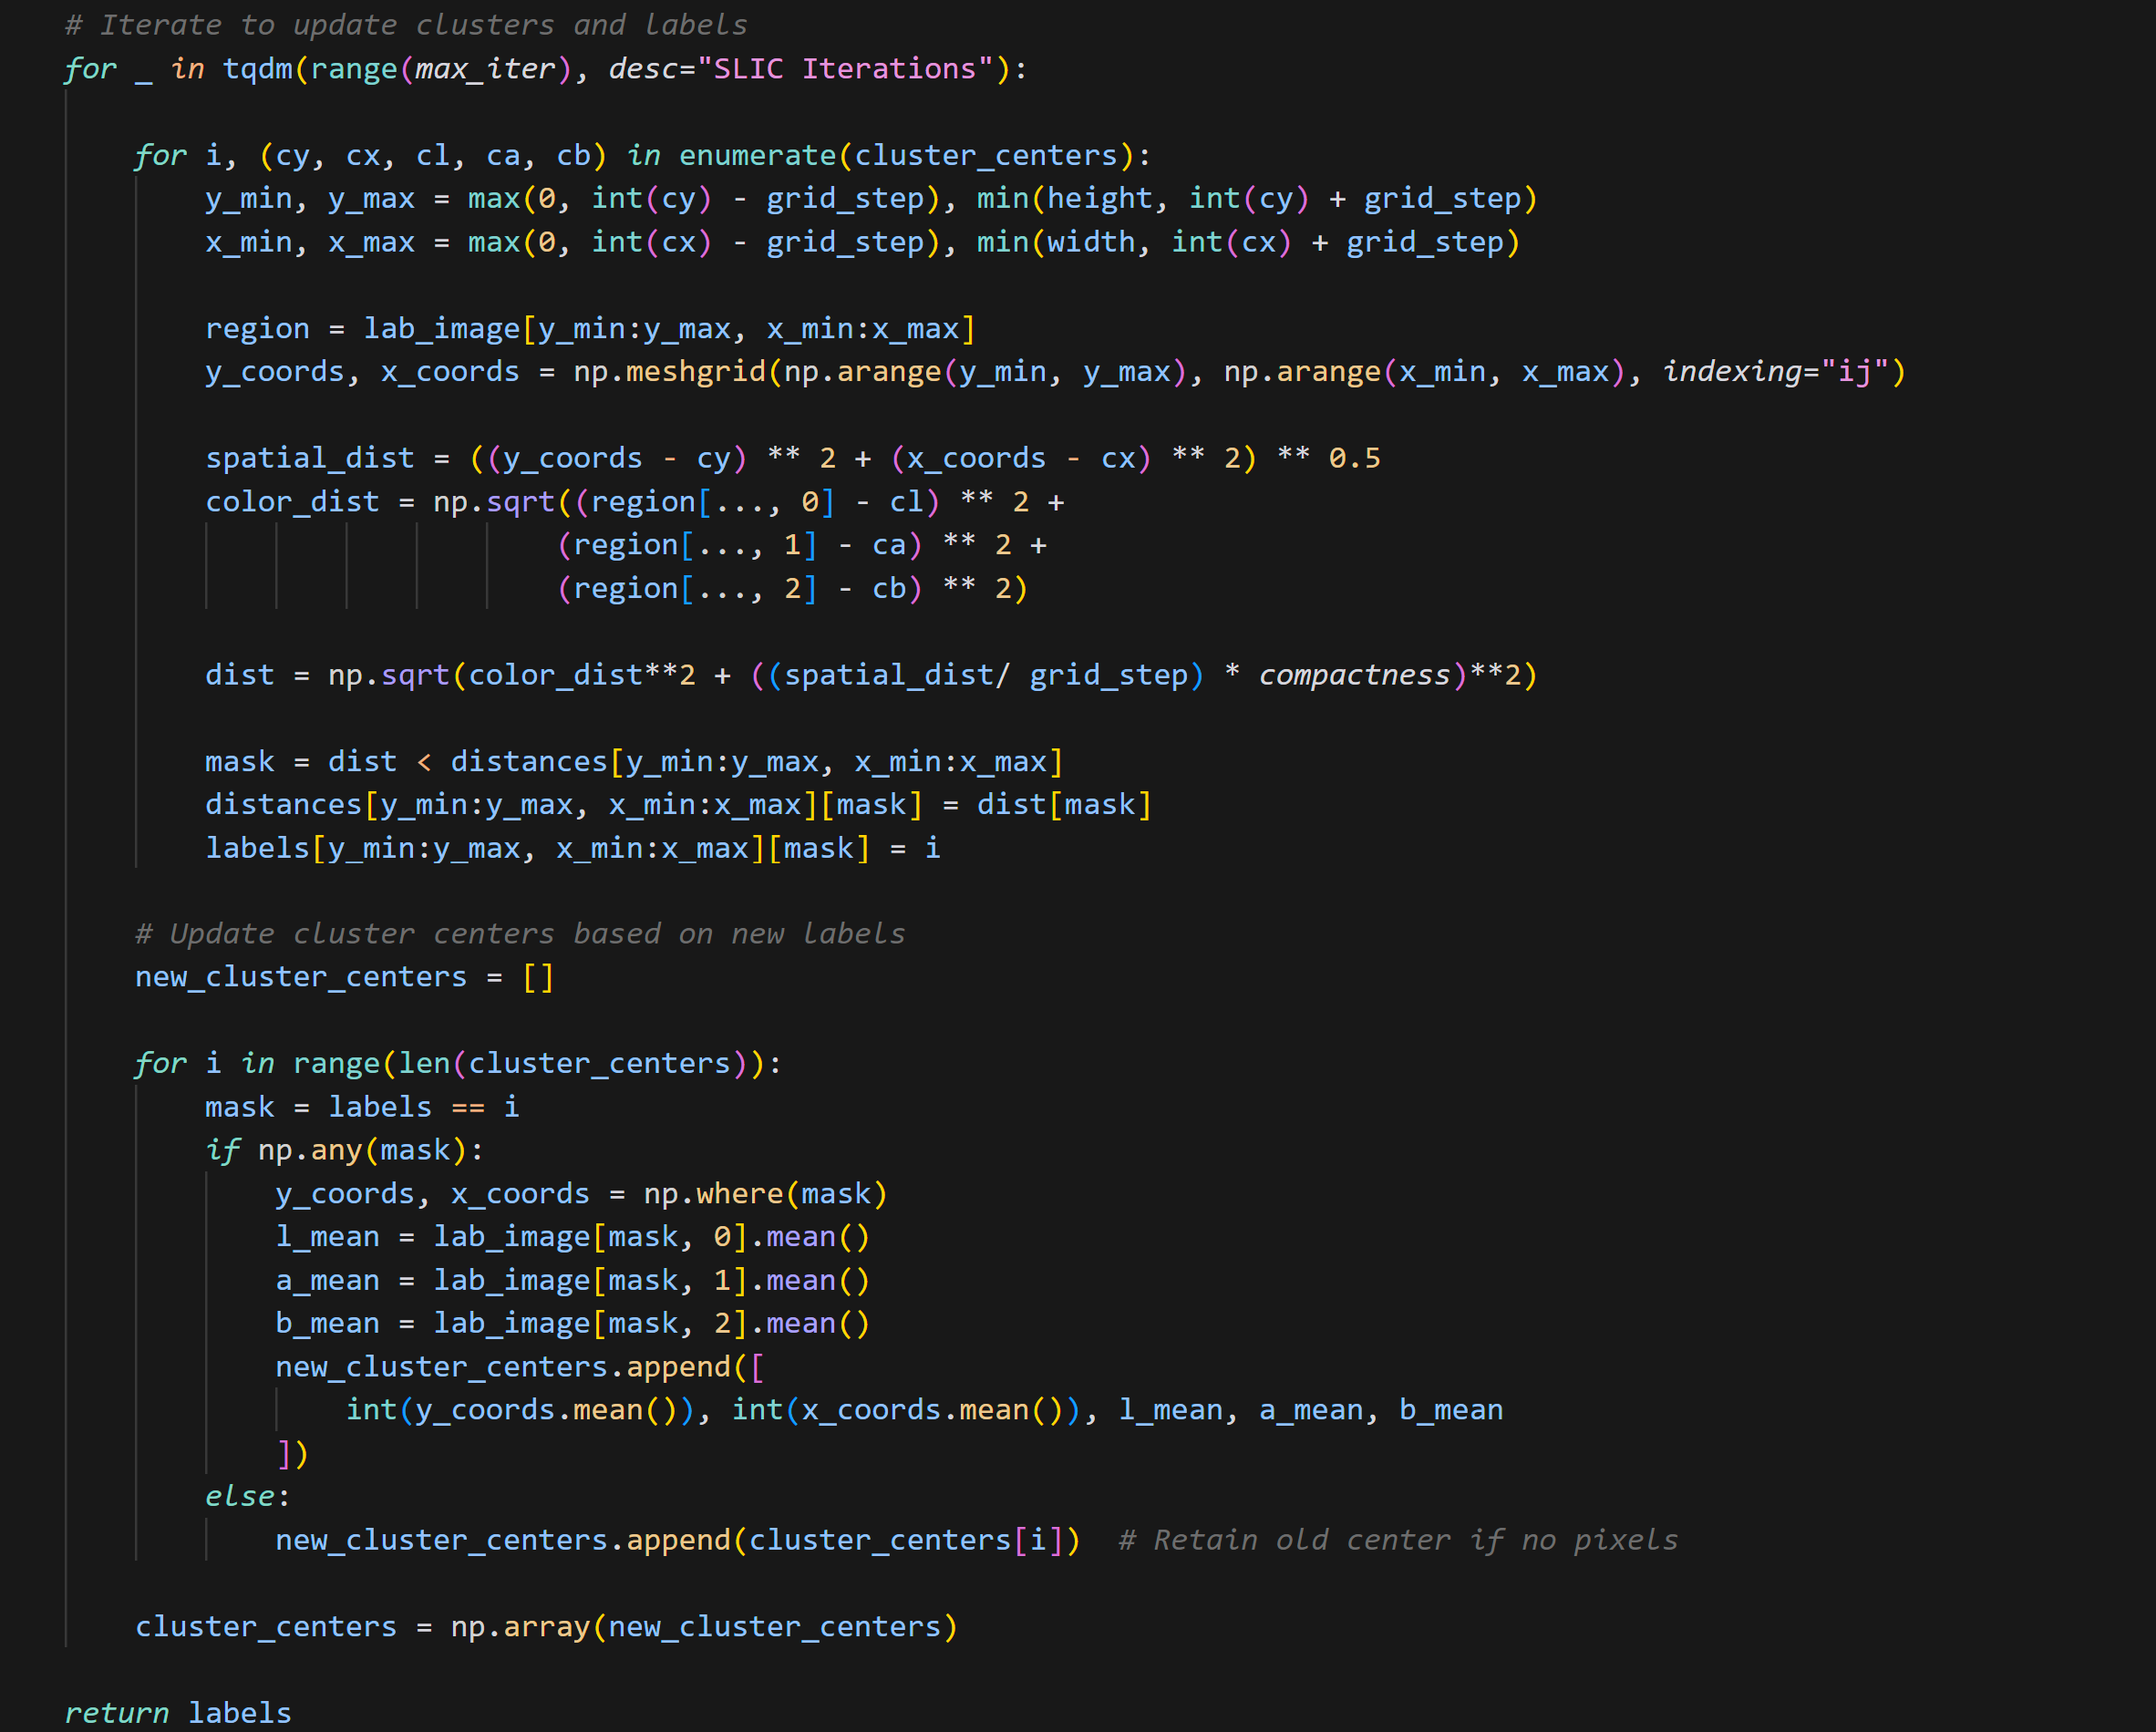 # Iterate to update clusters and labels
for _ in tqdm(range(max_iter), desc="SLIC Iterations"):
for i, (cy, cx, cl, ca, cb) in enumerate(cluster_centers):
y_min, y_max = max(0, int(cy) - grid_step), min(height, int(cy) + grid_step)
x_min, x_max = max(0, int(cx) - grid_step), min(width, int(cx) + grid_step)
region = lab_image[y_min:y_max, x_min:x_max]
y_coords, x_coords = np.meshgrid(np.arange(y_min, y_max), np.arange(x_min, x_max), indexing="ij")
spatial_dist = ((y_coords - cy) ** 2 + (x_coords - cx) ** 2) ** 0.5
color_dist = np.sqrt((region[..., 0] - cl) ** 2 +
(region[..., 1] - ca) ** 2 +
(region[..., 2] - cb) ** 2)
dist = np.sqrt(color_dist**2 + ((spatial_dist/ grid_step) * compactness)**2)
mask = dist < distances[y_min:y_max, x_min:x_max]
distances[y_min:y_max, x_min:x_max][mask] = dist[mask]
labels[y_min:y_max, x_min:x_max][mask] = i
# Update cluster centers based on new labels
new_cluster_centers = []
for i in range(len(cluster_centers)):
mask = labels == i
if np.any(mask):
y_coords, x_coords = np.where(mask)
l_mean = lab_image[mask, 0].mean()
a_mean = lab_image[mask, 1].mean()
b_mean = lab_image[mask, 2].mean()
new_cluster_centers.append([
int(y_coords.mean()), int(x_coords.mean()), l_mean, a_mean, b_mean
])
else:
new_cluster_centers.append(cluster_centers[i])  # Retain old center if no pixels
cluster_centers = np.array(new_cluster_centers)
return labels